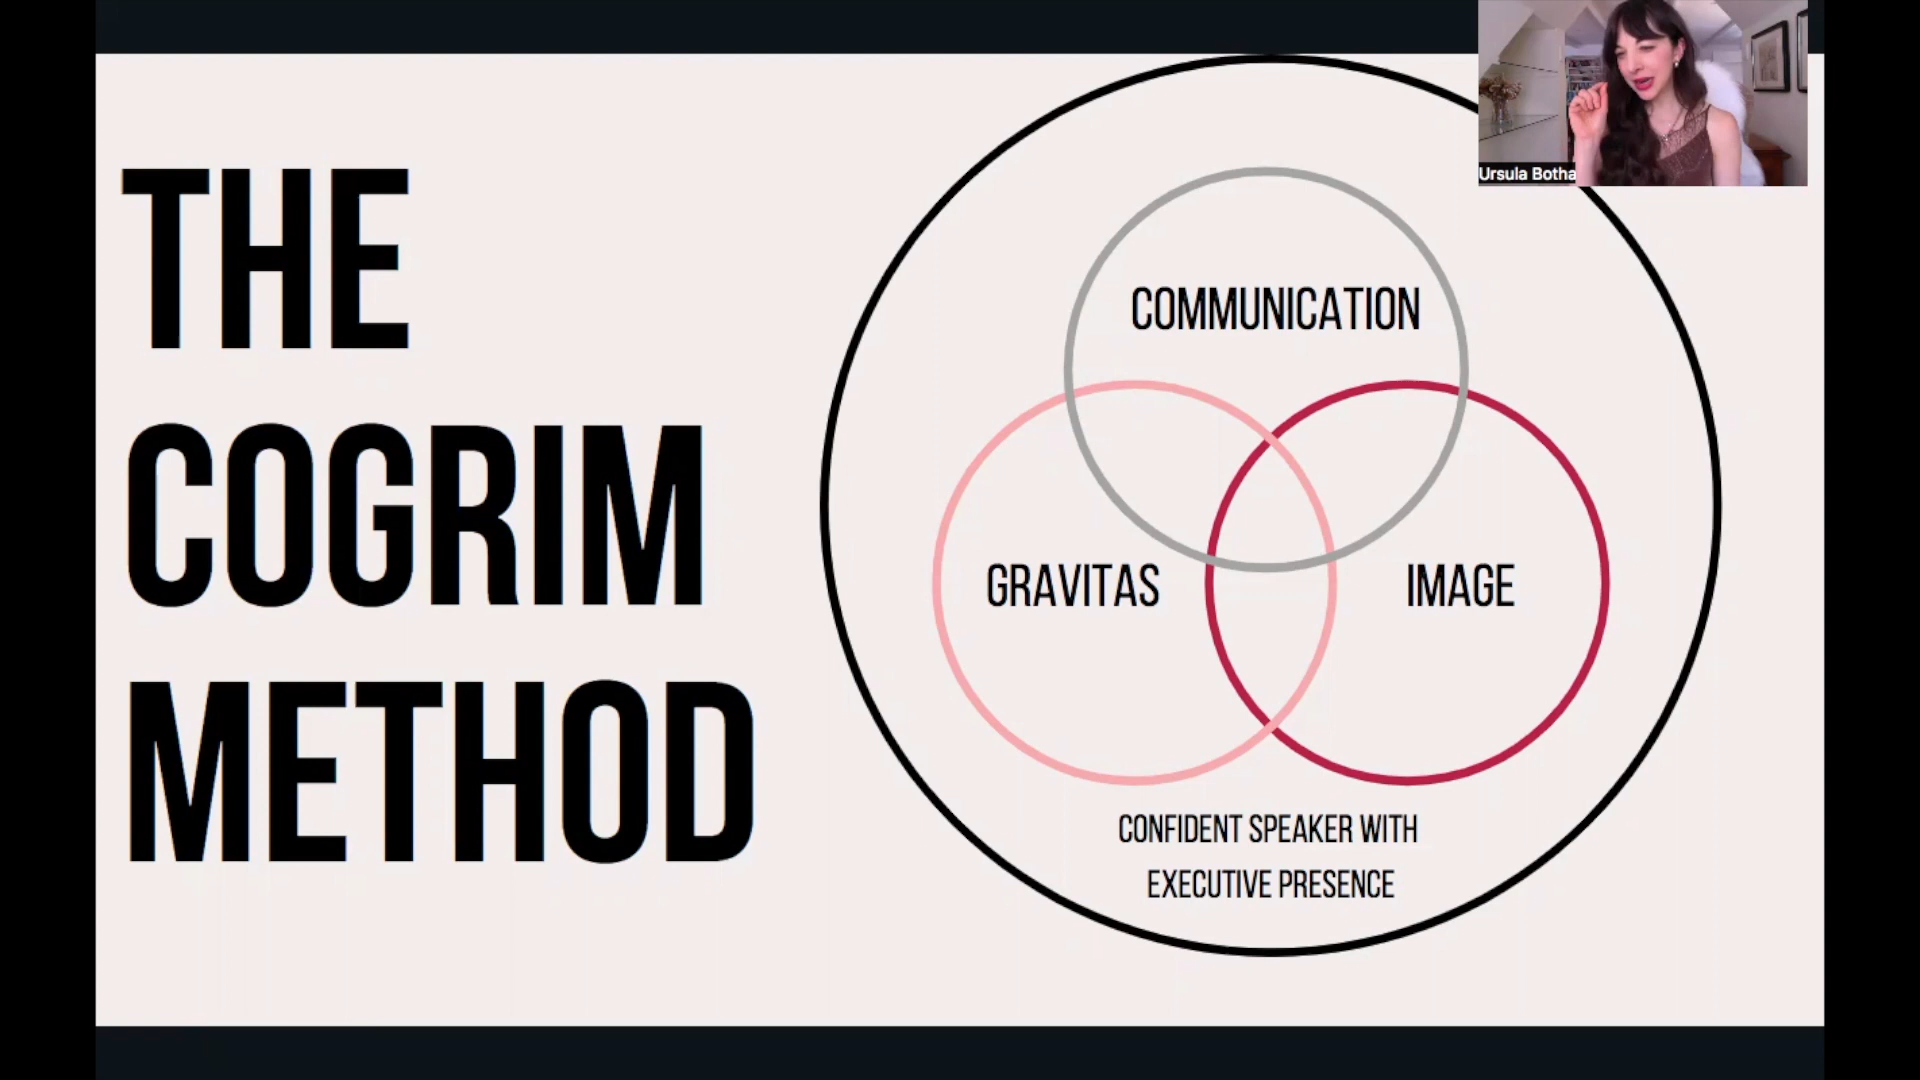 THE
COGRIM
METHOD
COMMUNICATION
GRAVITAS
IMAGE
CONFIDENT SPEAKER WITH
EXECUTIVE PRESENCE
Ursula Botha